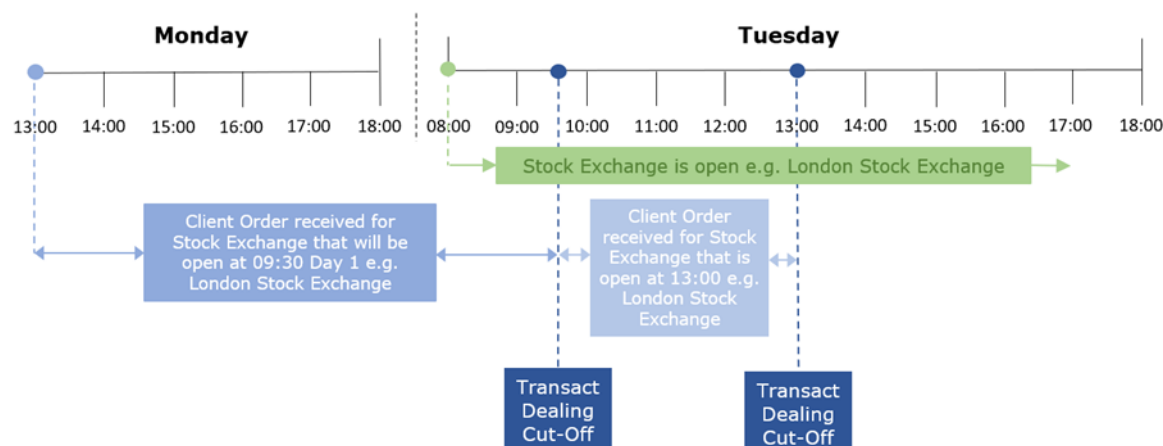 Monday
Tuesday
13:00 14:00 15:00 16:00 17:00 18:00 08:00 09:00 10:00 11:00 12:00 13:00 14:00 15:00 16:00 17:00 18:00
Stock Exchange is open e.g. London Stock Exchange
Client Order received for
Stock Exchange that will be
open at 09:30 Day 1 e.g.
London Stock Exchange
Client Order
received for Stock
Exchange that is
open at 13:00 e.g.
London Stock
Exchange
Transact
Dealing
Cut-Off
Transact
Dealing
Cut-Off